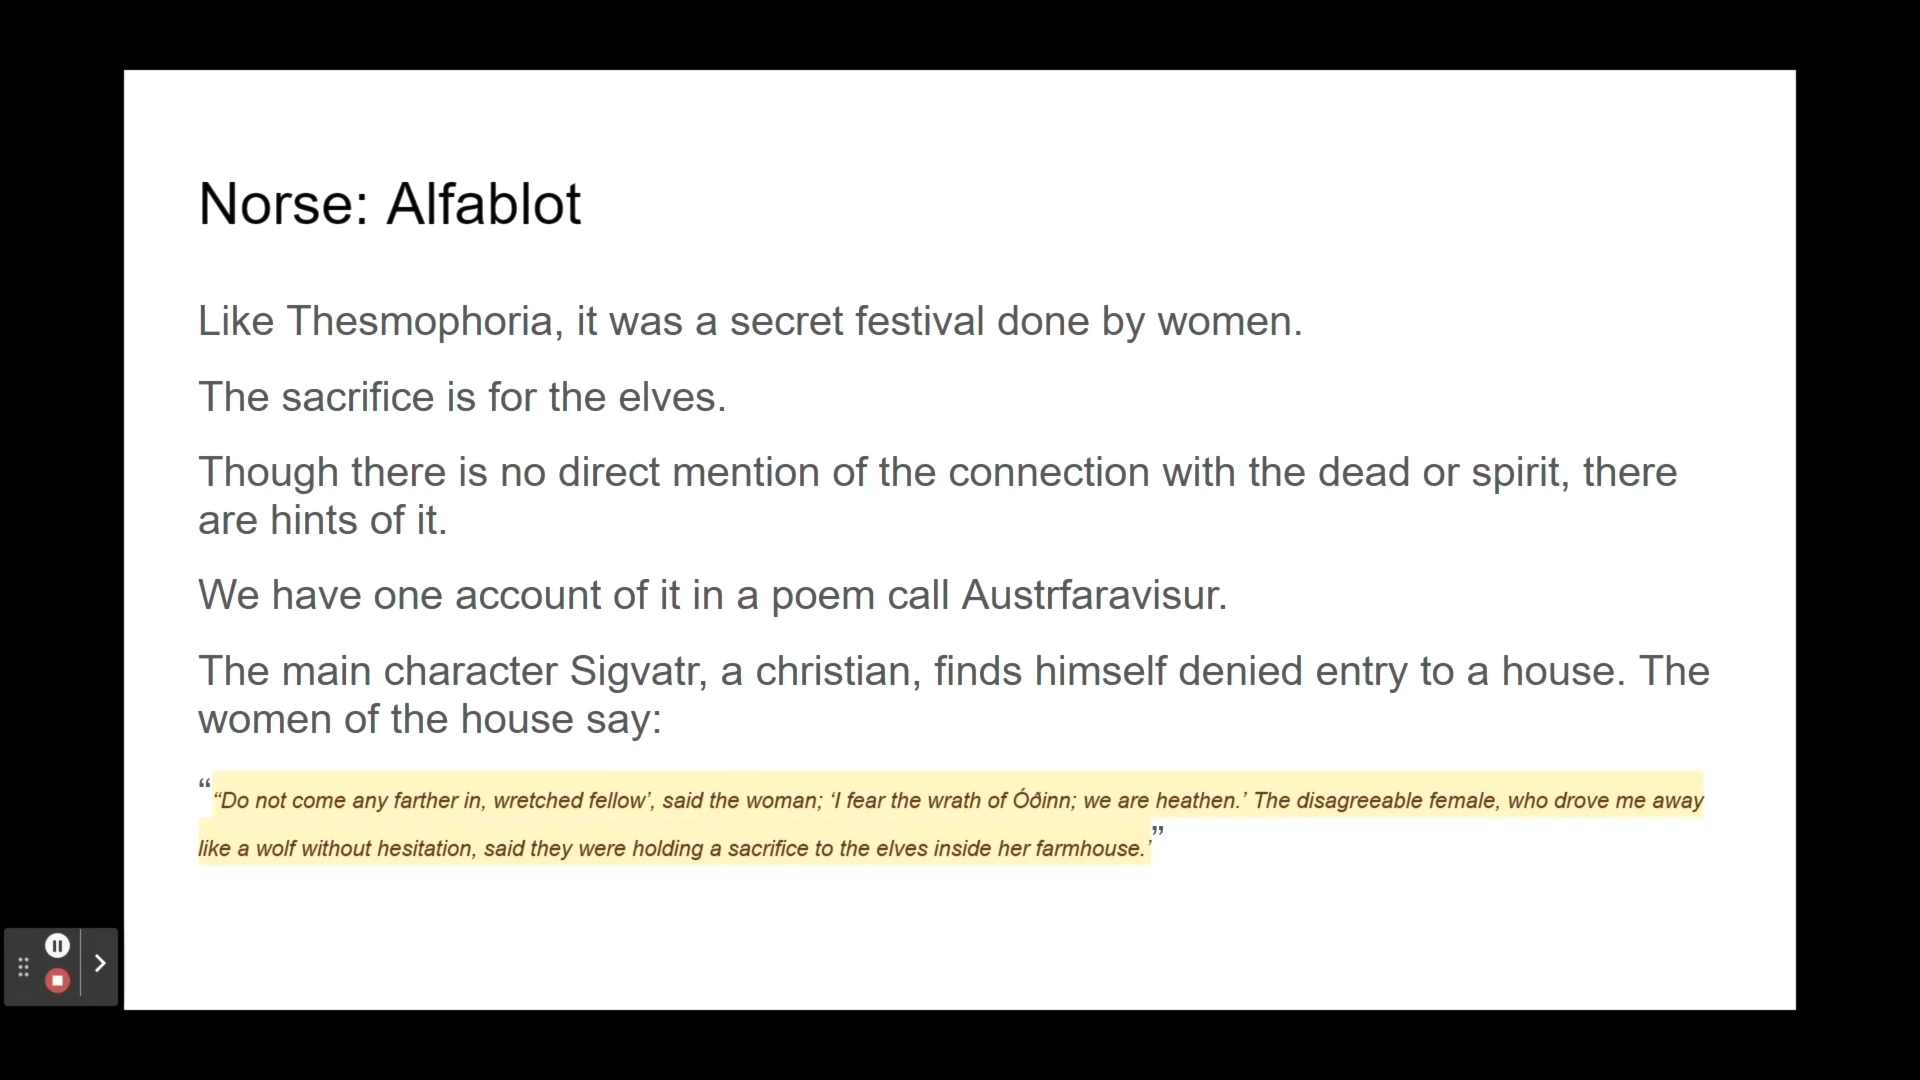 Norse: Alfablot
Like Thesmophoria, it was a secret festival done by women.
The sacrifice is for the elves.
Though there is no direct mention of the connection with the dead or spirit, there
are hints of it.
We have one account of it in a poem call Austrfaravisur.
The main character Sigvatr, a christian, finds himself denied entry to a house. The
women of the house say:
““Do not come any farther in, wretched fellow’, said the woman; ‘I fear the wrath of Óðinn; we are heathen.’ The disagreeable female, who drove me away
like a wolf without hesitation, said they were holding a sacrifice to the elves inside her farmhouse.’”